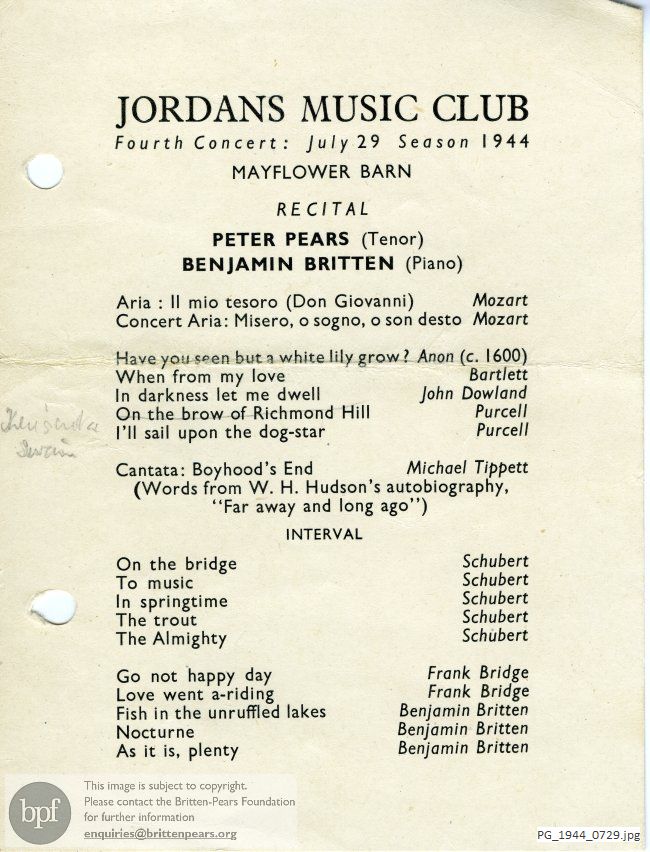 JORDANS MUSIC CLUB
Fourth Concert: July 29 Season 1944
MAYFLOWER BARN
RECITAL
PETER PEARS (Tenor)
BENJAMIN BRITTEN (Piano)
Aria : Il mio tesoro (Don Giovanni) Mozart
Concert Aria: Misero, o sogno, o son desto Mozart
Have you seen but a white lily grow? Anon (c. 1600)
When from my love Bartlett
In darkness let me dwell John Dowland
On the brow of Richmond Hill Purcell
I'll sail upon the dog-star Purcell
Cantata: Boyhood's End Michael Tippett
(Words from W. H. Hudson's autobiography,
"Far away and long ago")
INTERVAL
On the bridge Schubert
To music Schubert
In springtime Schubert
The trout Schubert
The Almighty Schubert
Go not happy day Frank Bridge
Love went a-riding Frank Bridge
Fish in the unruffled lakes Benjamin Britten
Nocturne Benjamin Britten
As it is, plenty Benjamin Britten
bpf
This image is subject to copyright.
Please contact the Britten-Pears Foundation
for further information
enquiries@brittenpears.org
PG_1944_0729.jpg